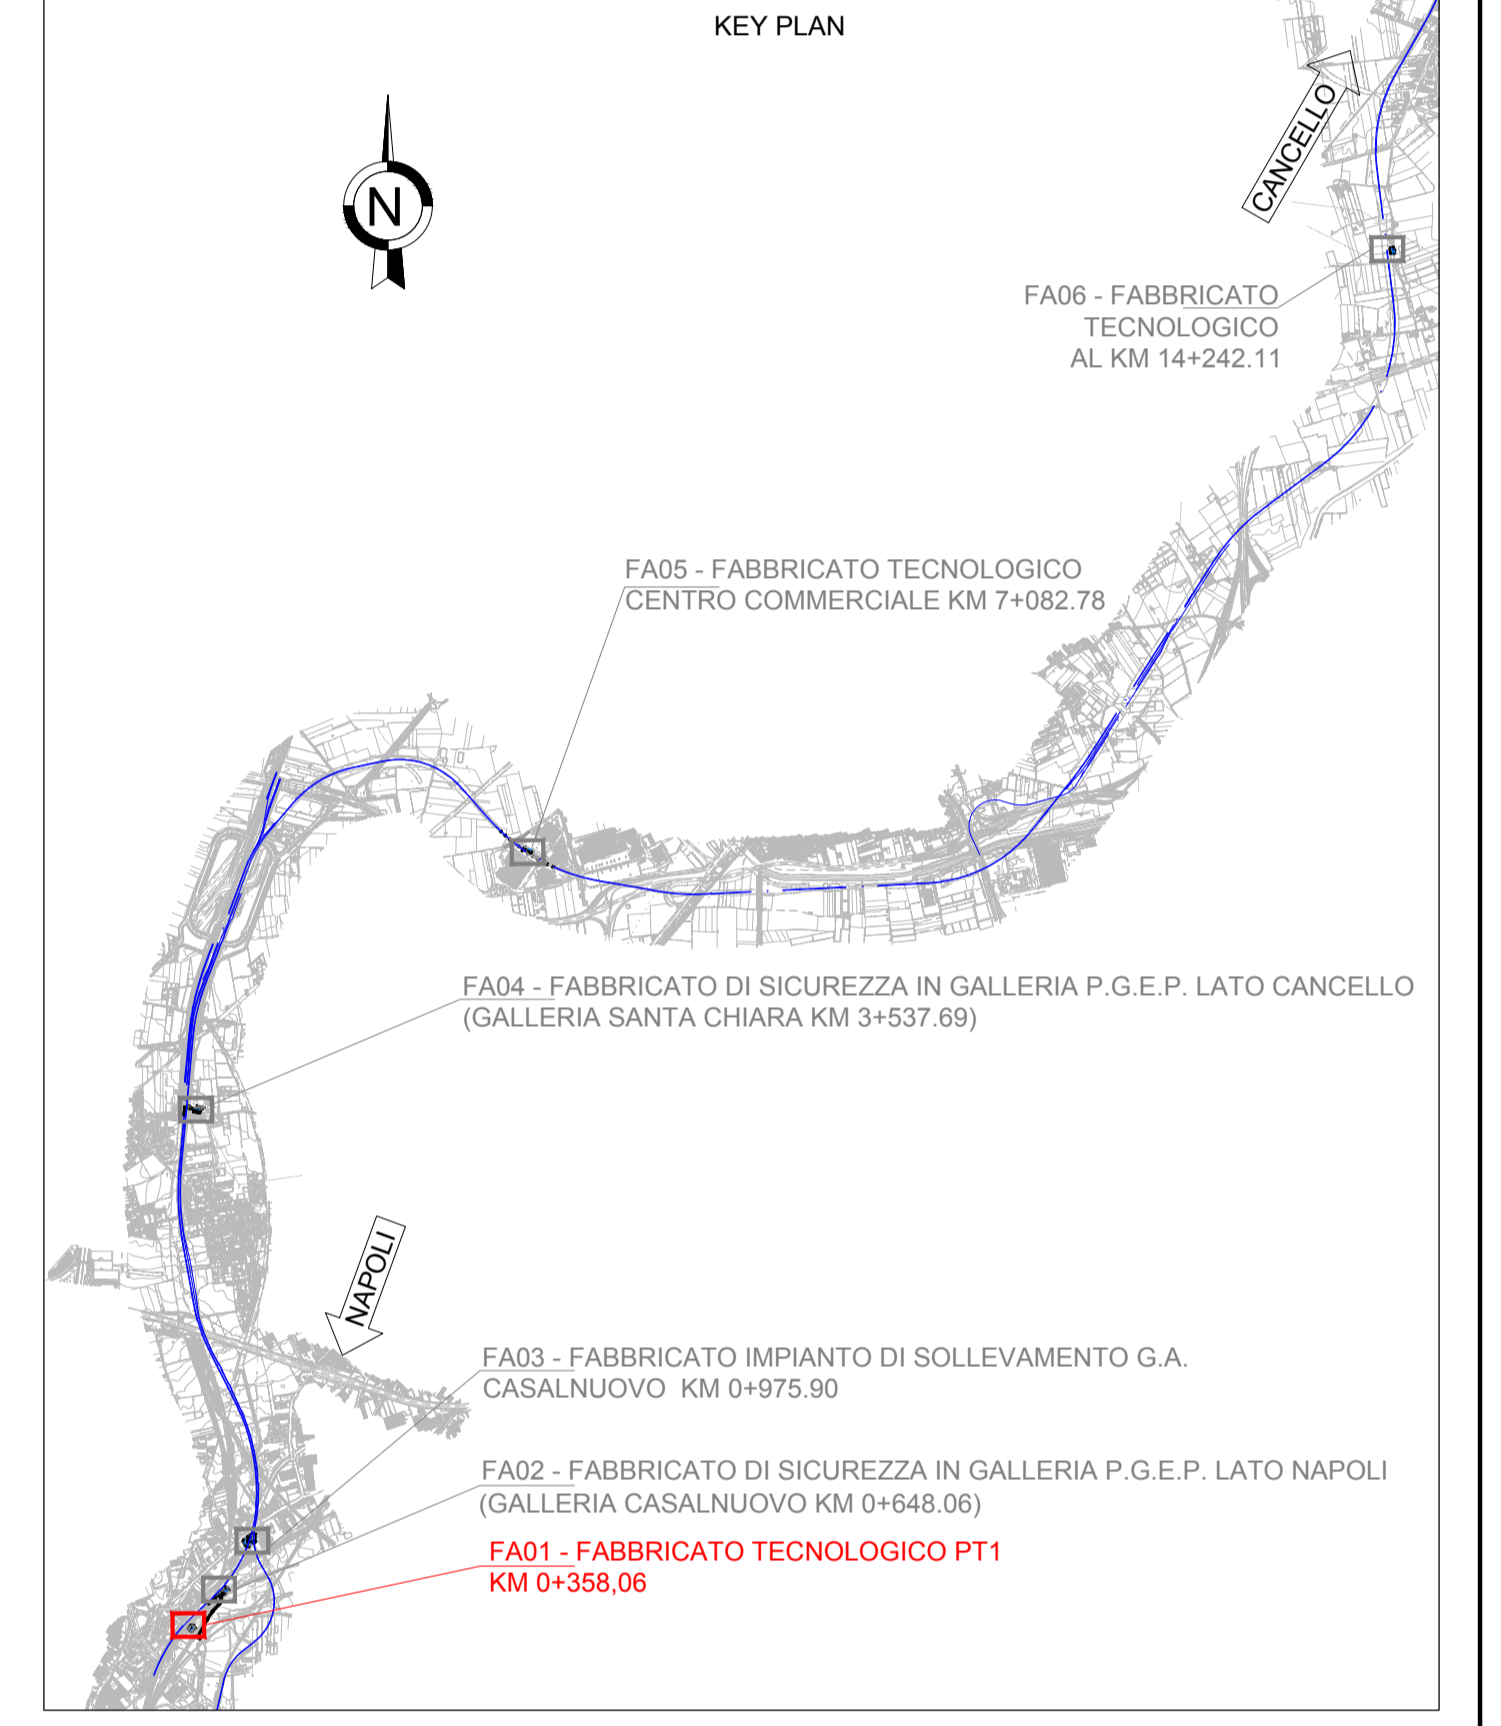 KEY PLAN
CANCELLO
N
FA06 - FABBRICATO
TECNOLOGICO
AL KM 14+242.11
FA05 - FABBRICATO TECNOLOGICO
CENTRO COMMERCIALE KM 7+082.78
FA04 - FABBRICATO DI SICUREZZA IN GALLERIA P.G.E.P. LATO CANCELLO
(GALLERIA SANTA CHIARA KM 3+537.69)
NAPOLI
FA03 - FABBRICATO IMPIANTO DI SOLLEVAMENTO G.A.
CASALNUOVO KM 0+975.90
FA02 - FABBRICATO DI SICUREZZA IN GALLERIA P.G.E.P. LATO NAPOLI
(GALLERIA CASALNUOVO KM 0+648.06)
FA01 - FABBRICATO TECNOLOGICO PT1
KM 0+358,06